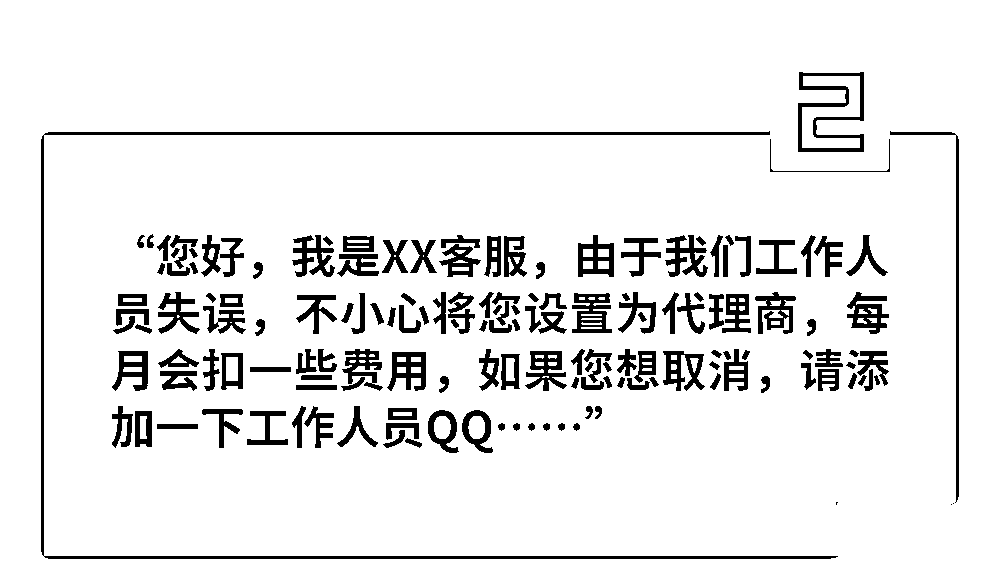 2
“您好，我是XX客服，由于我们工作人
员失误，不小心将您设置为代理商，每
月会扣一些费用，如果您想取消，请添
加一下工作人员QQ……”